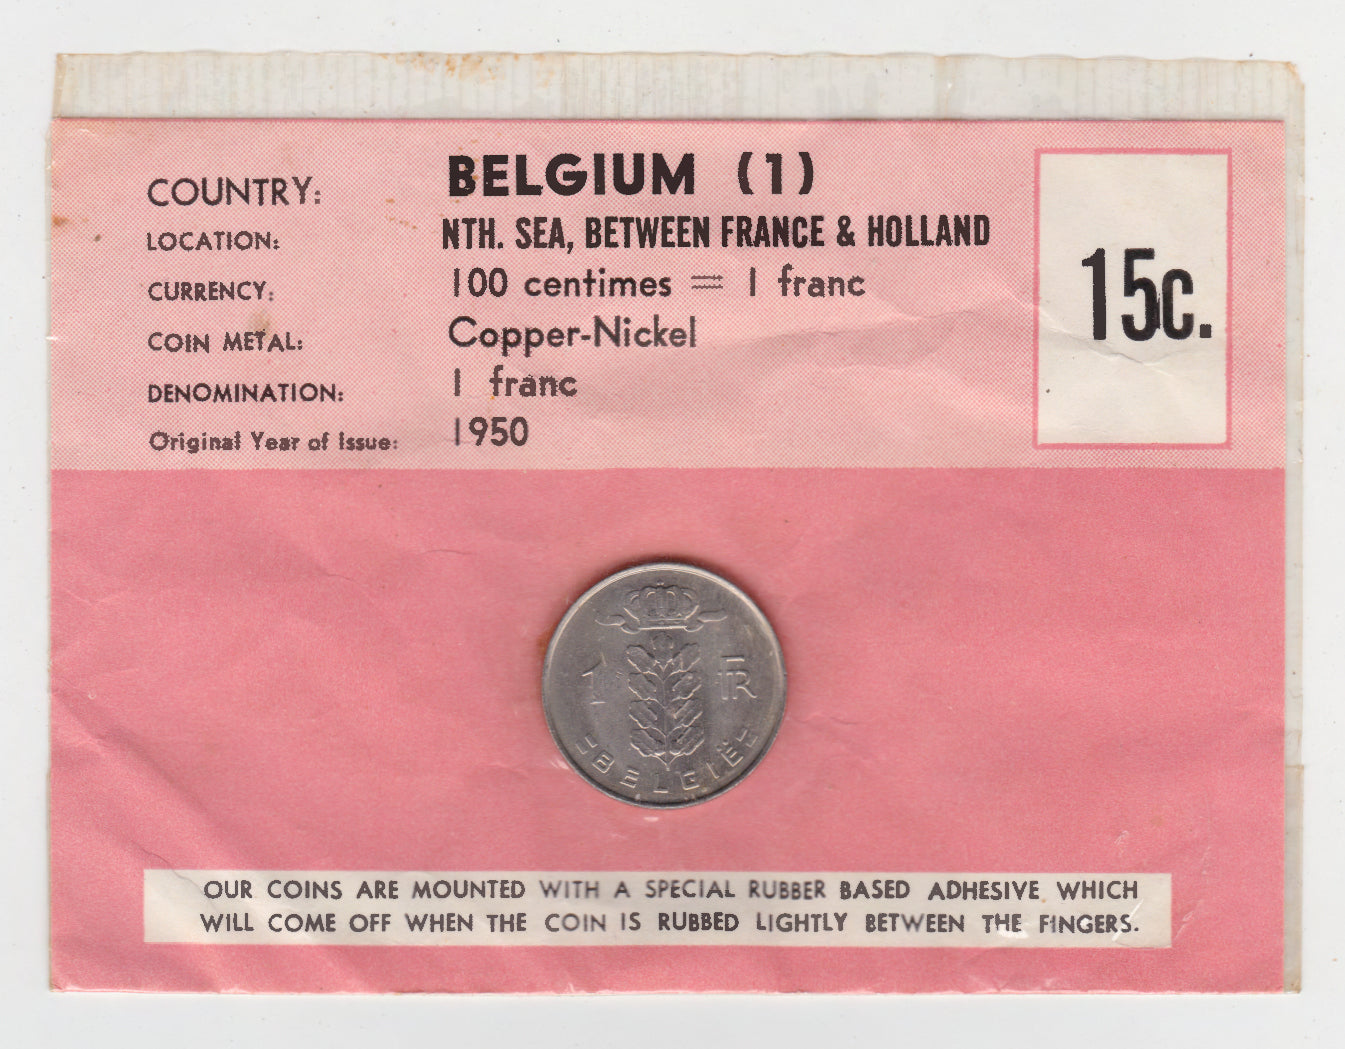 COUNTRY: BELGIUM (1)
LOCATION: NTH. SEA, BETWEEN FRANCE & HOLLAND
CURRENCY: 100 centimes = 1 franc
COIN METAL: Copper-Nickel
DENOMINATION: 1 franc
Original Year of Issue: 1950
15c.
1 FR
BELGIË
OUR COINS ARE MOUNTED WITH A SPECIAL RUBBER BASED ADHESIVE WHICH
WILL COME OFF WHEN THE COIN IS RUBBED LIGHTLY BETWEEN THE FINGERS.